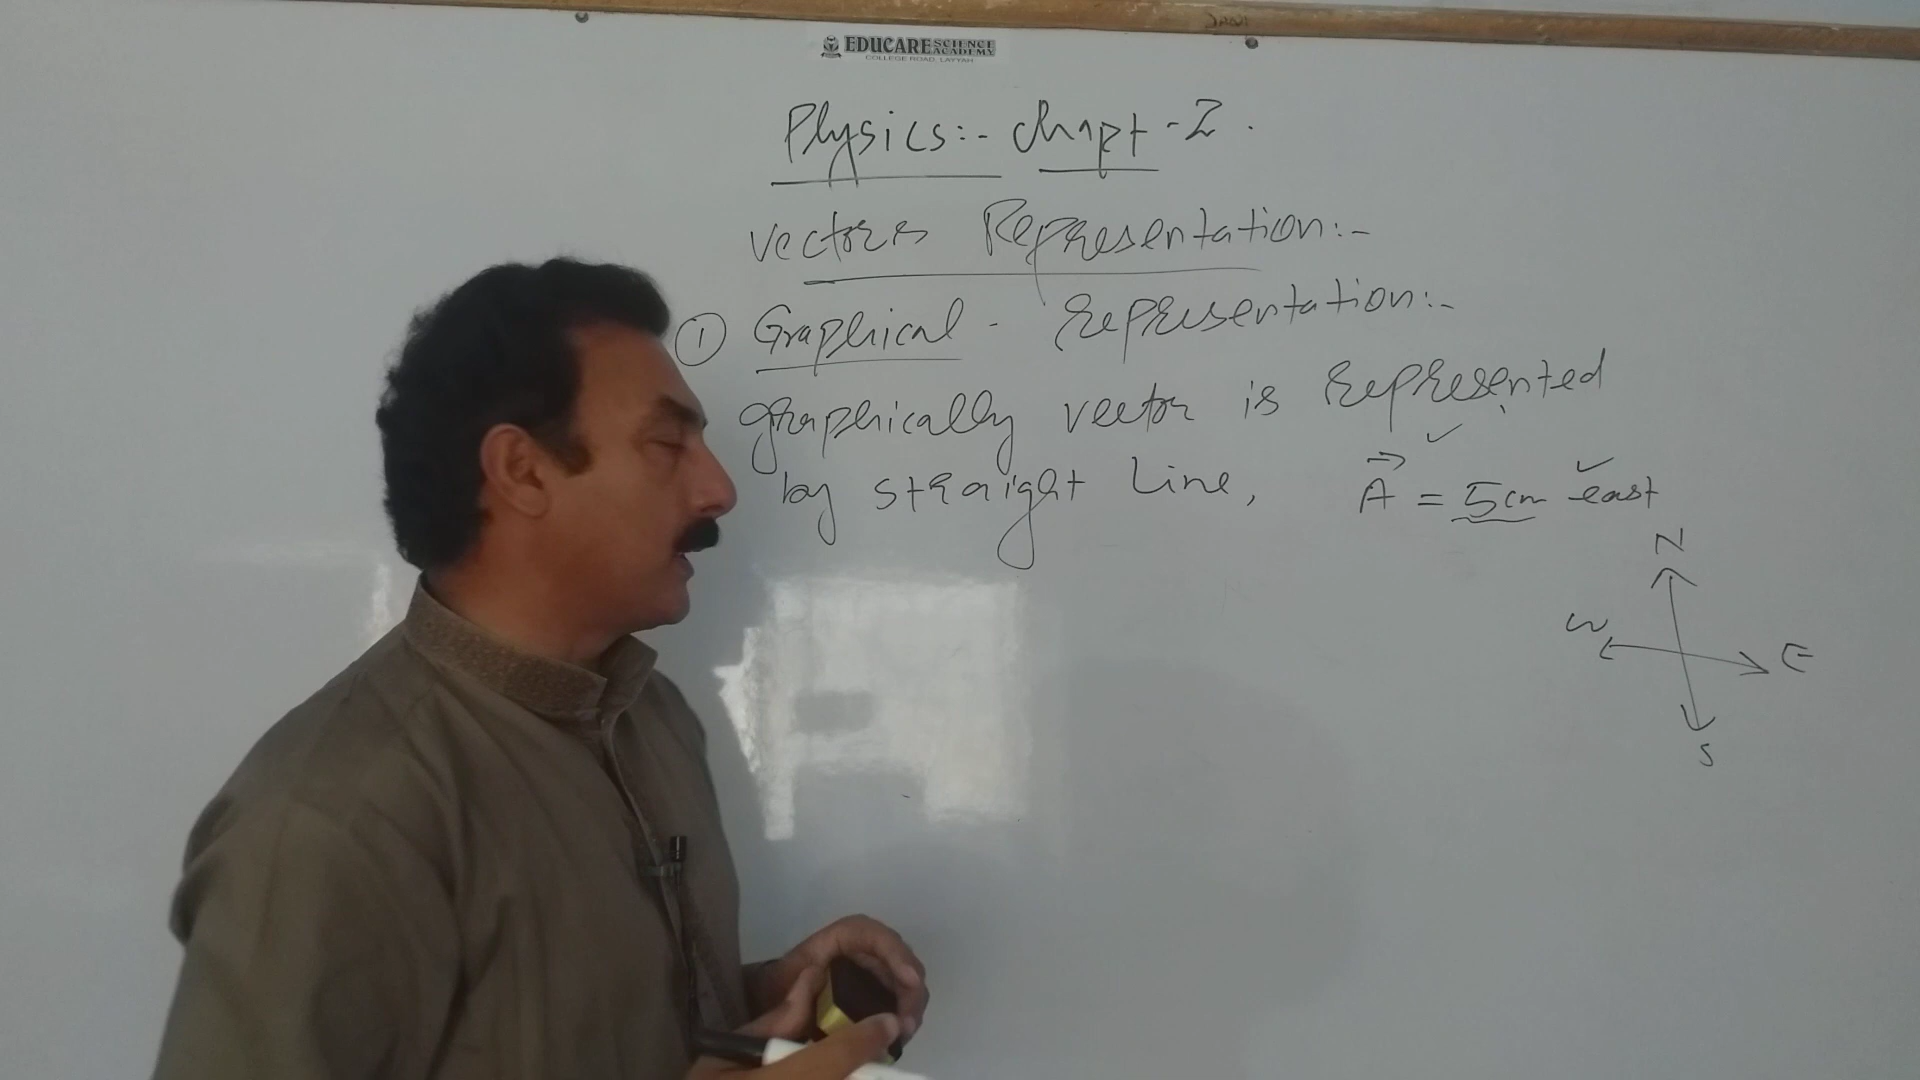 EDUCARE SCIENCE ACADEMY
COLLEGE ROAD, LAYYAH
Physics:- Chapt-2.
Vectors Representation:-
① Graphical - Representation:-
graphically vector is represented
by straight Line, A⃗ = 5cm east
N
W E
S